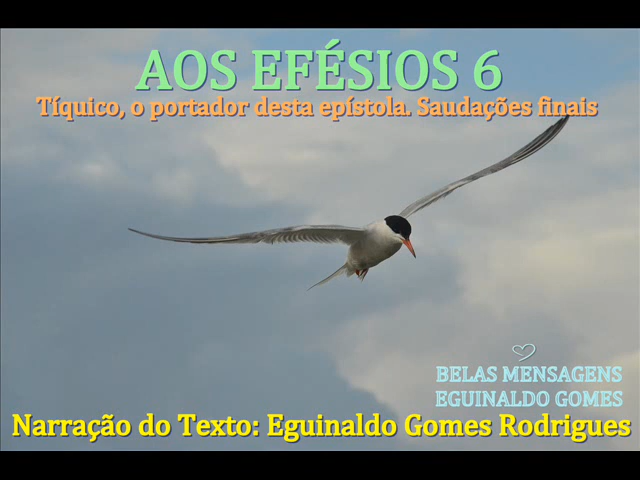 AOS EFÉSIOS 6
Tíquico, o portador desta epístola. Saudações finais
BELAS MENSAGENS
EGUINALDO GOMES
Narração do Texto: Eguinaldo Gomes Rodrigues